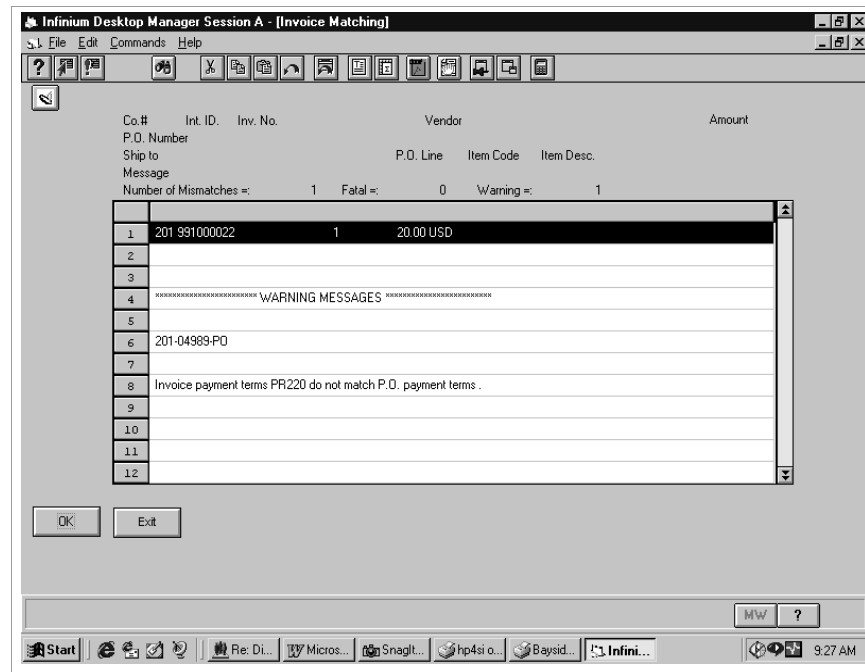 Infinium Desktop Manager Session A - [Invoice Matching]
File Edit Commands Help
Co.# Int. ID. Inv. No. Vendor Amount
P.O. Number
Ship to P.O. Line Item Code Item Desc.
Message
Number of Mismatches =: 1 Fatal =: 0 Warning =: 1
1 201 991000022 1 20.00 USD
2
3
4 ************************ WARNING MESSAGES *************************
5
6 201-04989-PO
7
8 Invoice payment terms PR220 do not match P.O. payment terms .
9
10
11
12
OK Exit
MW ?
Start Re: Di... Micros... SnagIt... hp4si o... Baysid... Infini... 9:27 AM